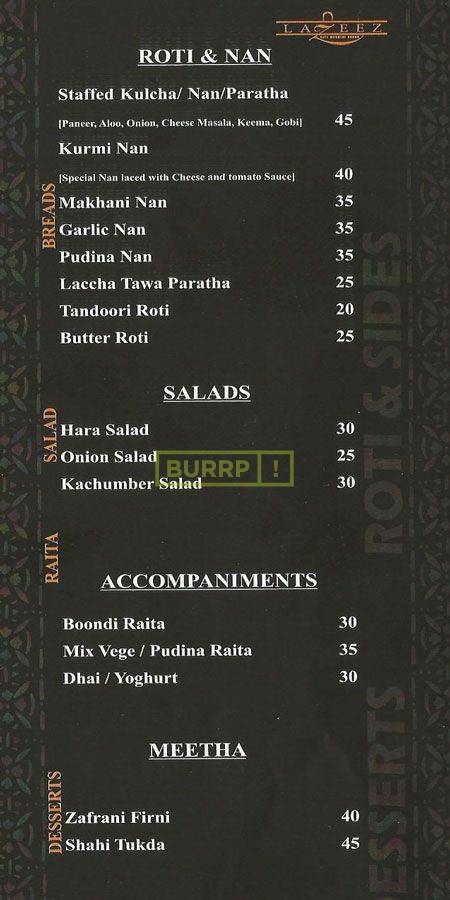 LAZEEZ
ROTI & NAN
Staffed Kulcha/ Nan/Paratha
[Paneer, Aloo, Onion, Cheese Masala, Keema, Gobi] 45
Kurmi Nan
[Special Nan laced with Cheese and tomato Sauce] 40
Makhani Nan 35
Garlic Nan 35
Pudina Nan 35
Laccha Tawa Paratha 25
Tandoori Roti 20
Butter Roti 25
BREADS
SALADS
Hara Salad 30
Onion Salad 25
Kachumber Salad 30
SALAD
BURRP!
ROTI & SIDES
RAITA
ACCOMPANIMENTS
Boondi Raita 30
Mix Vege / Pudina Raita 35
Dhai / Yoghurt 30
MEETHA
Zafrani Firni 40
Shahi Tukda 45
DESSERTS
ESSERTS